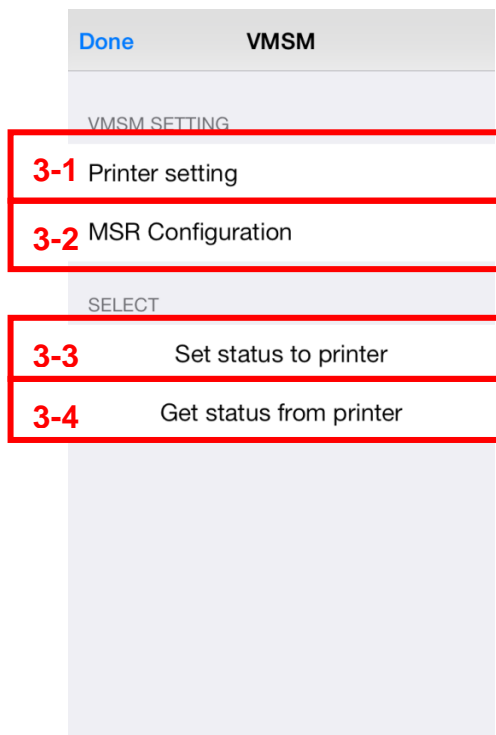 Done VMSM
VMSM SETTING
3-1 Printer setting
3-2 MSR Configuration
SELECT
3-3 Set status to printer
3-4 Get status from printer